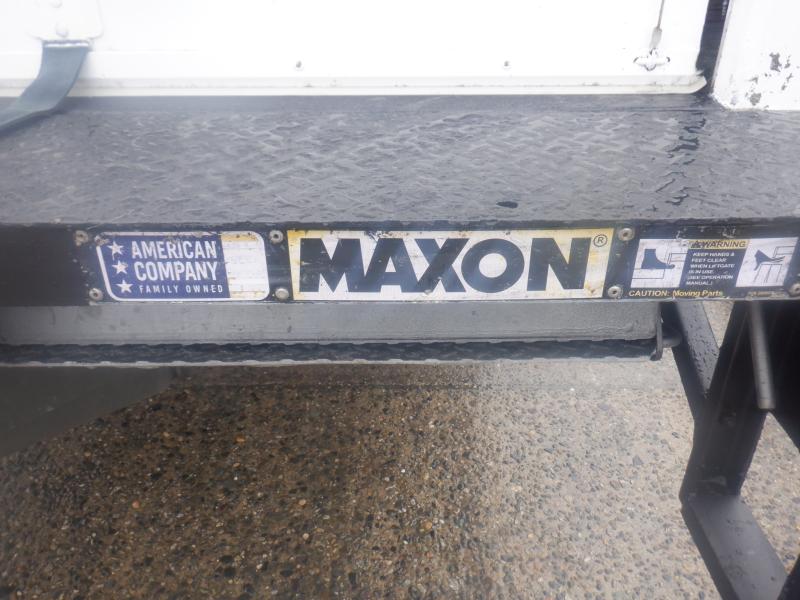 AMERICAN
COMPANY
FAMILY OWNED
MAXON®
WARNING
KEEP HANDS &
FEET CLEAR
WHEN LIFTGATE
IS IN USE
(SEE OPERATION
MANUAL.)
CAUTION: Moving Parts